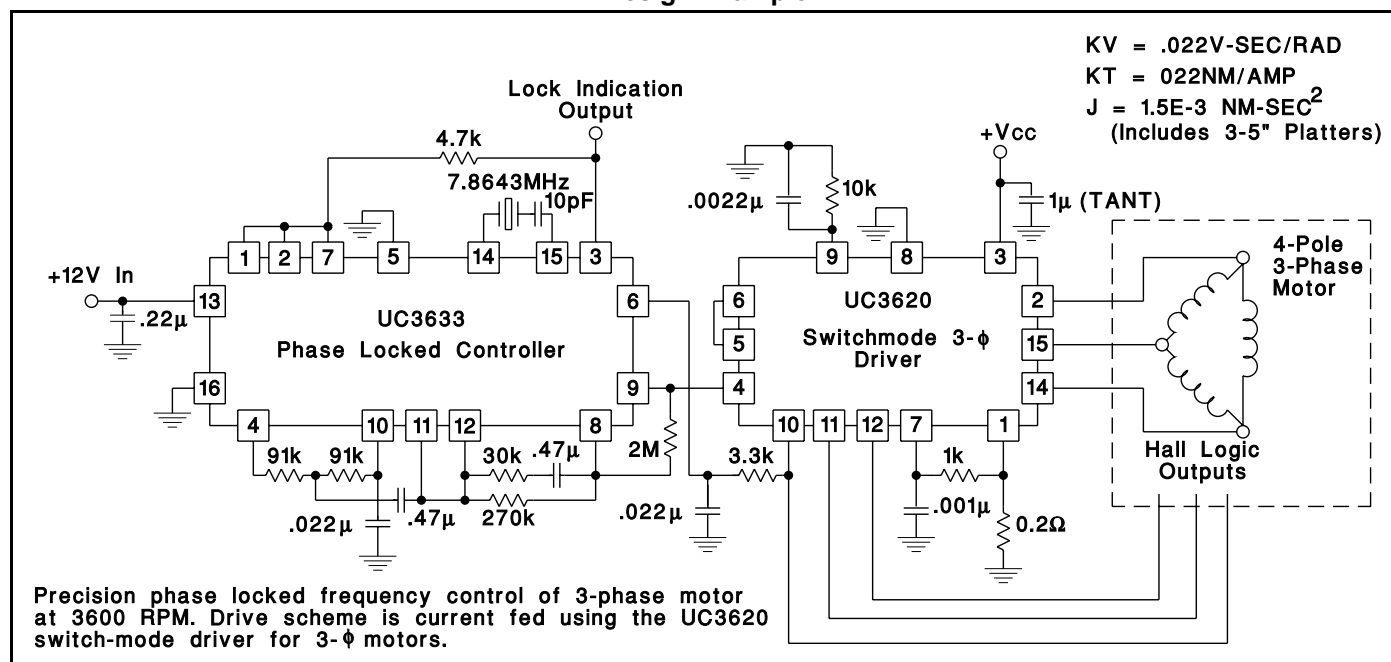 KV = .022V-SEC/RAD
KT = 022NM/AMP
J = 1.5E-3 NM-SEC2
(Includes 3-5" Platters)
Lock Indication
Output
+Vcc
4.7k
7.8643MHz
10pF
.0022µ
10k
1µ (TANT)
1
2
7
5
14
15
3
9
8
3
4-Pole
3-Phase
Motor
+12V In
13
.22µ
UC3633
Phase Locked Controller
6
6
5
UC3620
Switchmode 3-ϕ
Driver
2
15
16
9
4
14
4
10
11
12
8
10
11
12
7
1
91k
91k
30k
.47µ
2M
3.3k
1k
Hall Logic
Outputs
.022µ
.47µ
270k
.022µ
.001µ
0.2Ω
Precision phase locked frequency control of 3-phase motor
at 3600 RPM. Drive scheme is current fed using the UC3620
switch-mode driver for 3-ϕ motors.